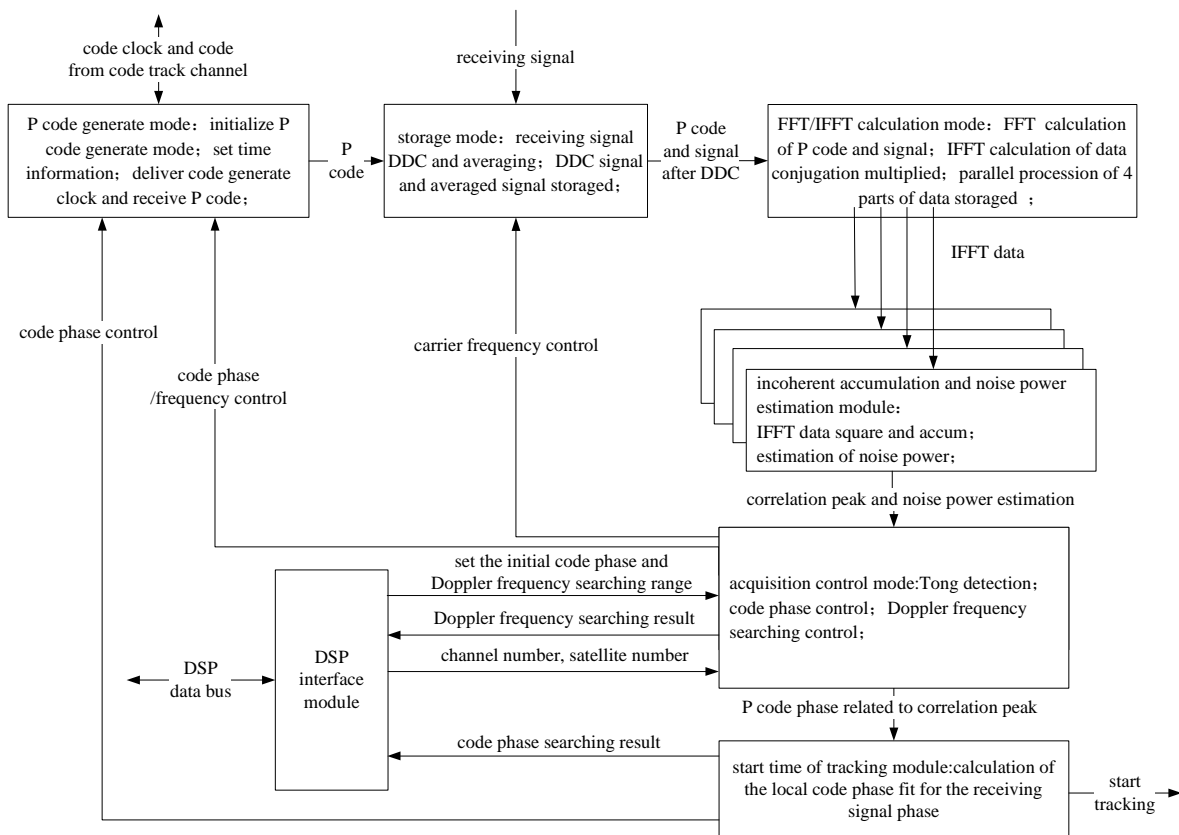 code clock and code
from code track channel
receiving signal
P code generate mode：initialize P
code generate mode；set time
information；deliver code generate
clock and receive P code；
P
code
storage mode：receiving signal
DDC and averaging；DDC signal
and averaged signal storaged；
P code
and signal
after DDC
FFT/IFFT calculation mode：FFT calculation
of P code and signal；IFFT calculation of data
conjugation multiplied；parallel procession of 4
parts of data storaged ；
IFFT data
code phase control
carrier frequency control
code phase
/frequency control
incoherent accumulation and noise power
estimation module：
IFFT data square and accum；
estimation of noise power；
correlation peak and noise power estimation
set the initial code phase and
Doppler frequency searching range
Doppler frequency searching result
channel number, satellite number
acquisition control mode:Tong detection；
code phase control；Doppler frequency
searching control；
DSP
data bus
DSP
interface
module
P code phase related to correlation peak
code phase searching result
start time of tracking module:calculation of
the local code phase fit for the receiving
signal phase
start
tracking